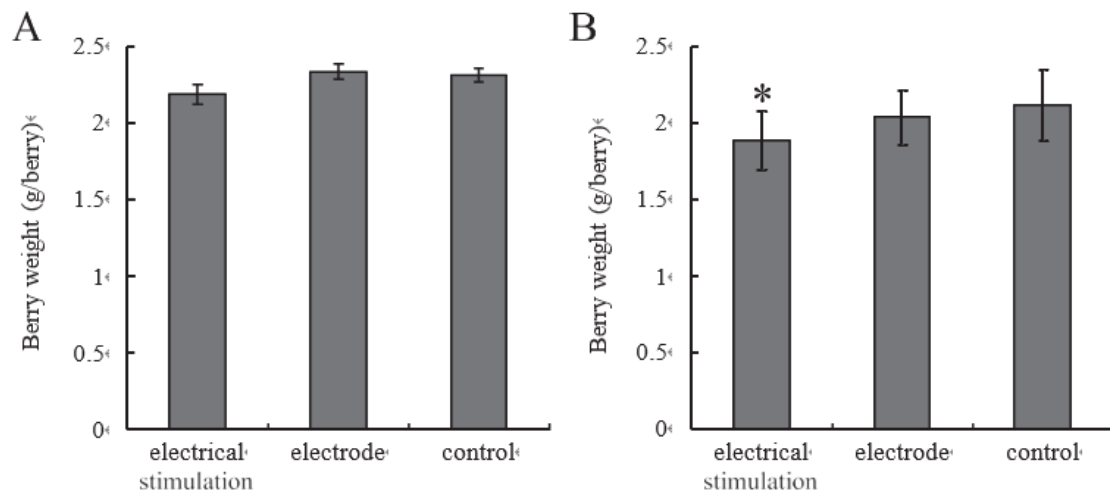 A
Berry weight (g/berry)
2.5
2
1.5
1
0.5
0
electrical
stimulation
electrode
control
B
Berry weight (g/berry)
2.5
2
1.5
1
0.5
0
*
electrical
stimulation
electrode
control